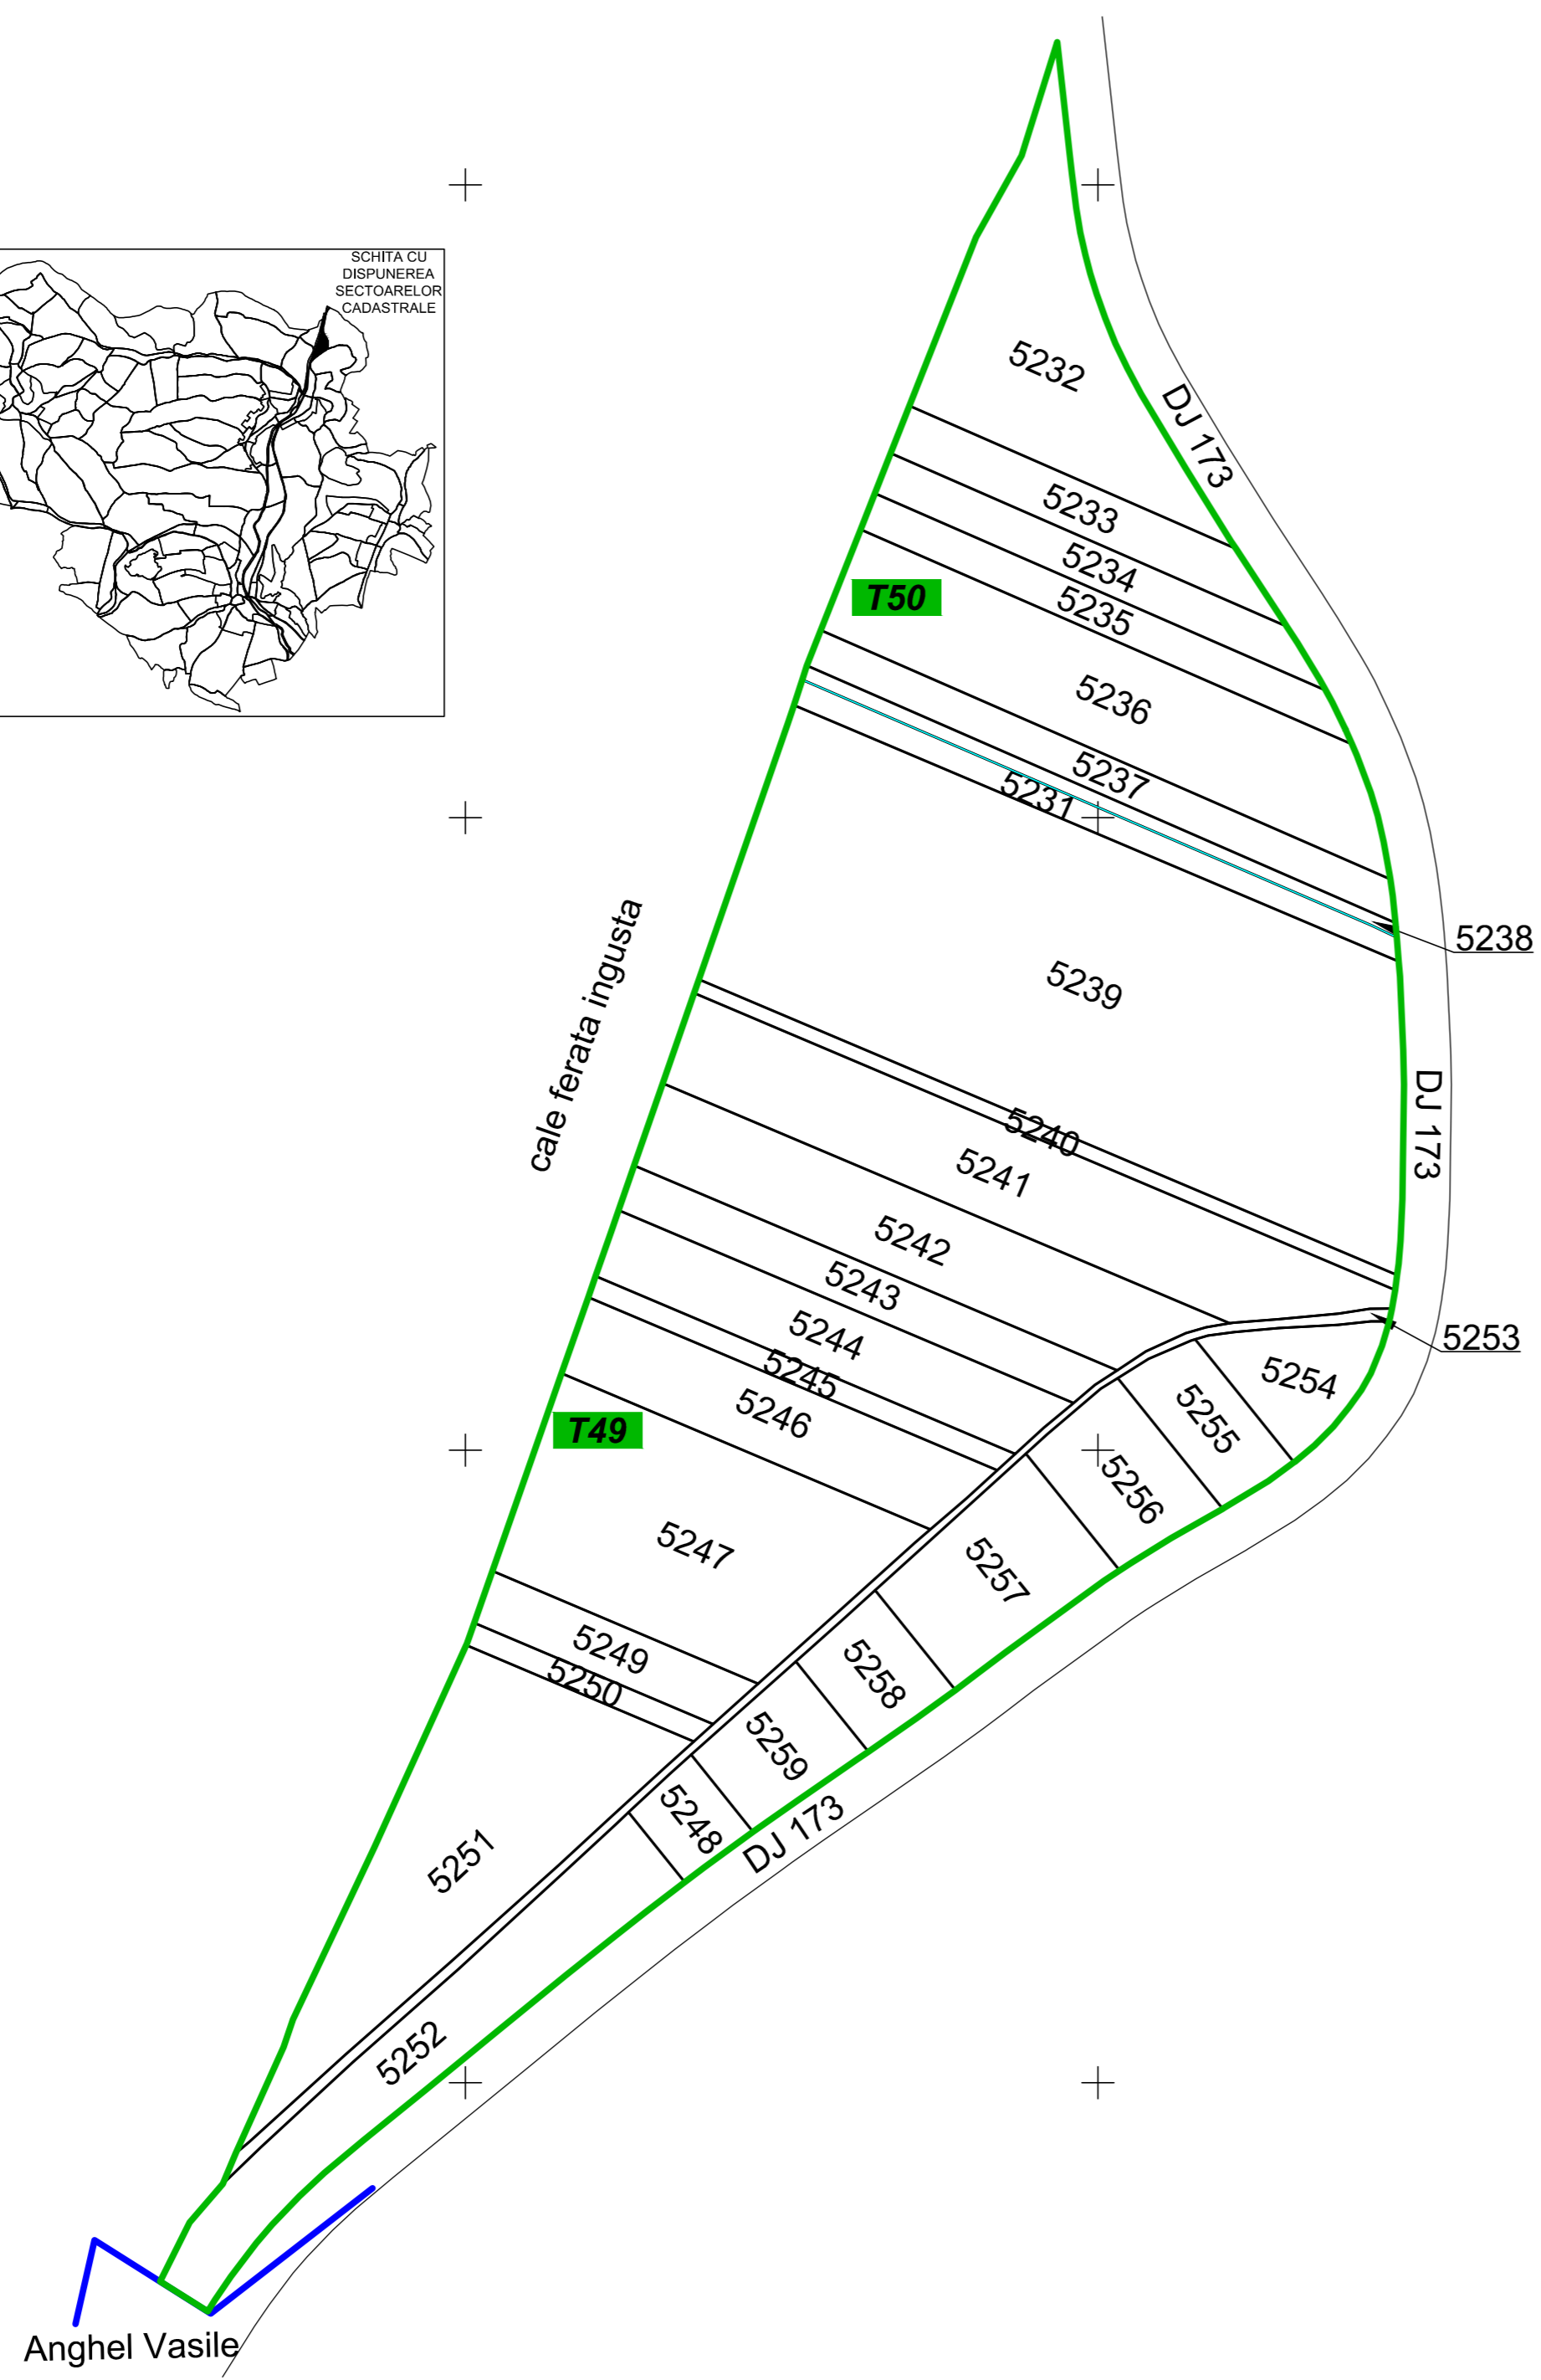 SCHITA CU
DISPUNEREA
SECTOARELOR
CADASTRALE
5232
DJ 173
5233
5234
T50
5235
5236
5237
5231
5238
5239
cale ferata ingusta
DJ 173
5240
5241
5242
5243
5244
5253
5245
5254
5246
5255
T49
5256
5247
5257
5249
5258
5250
5259
5248
DJ 173
5251
5252
Anghel Vasile